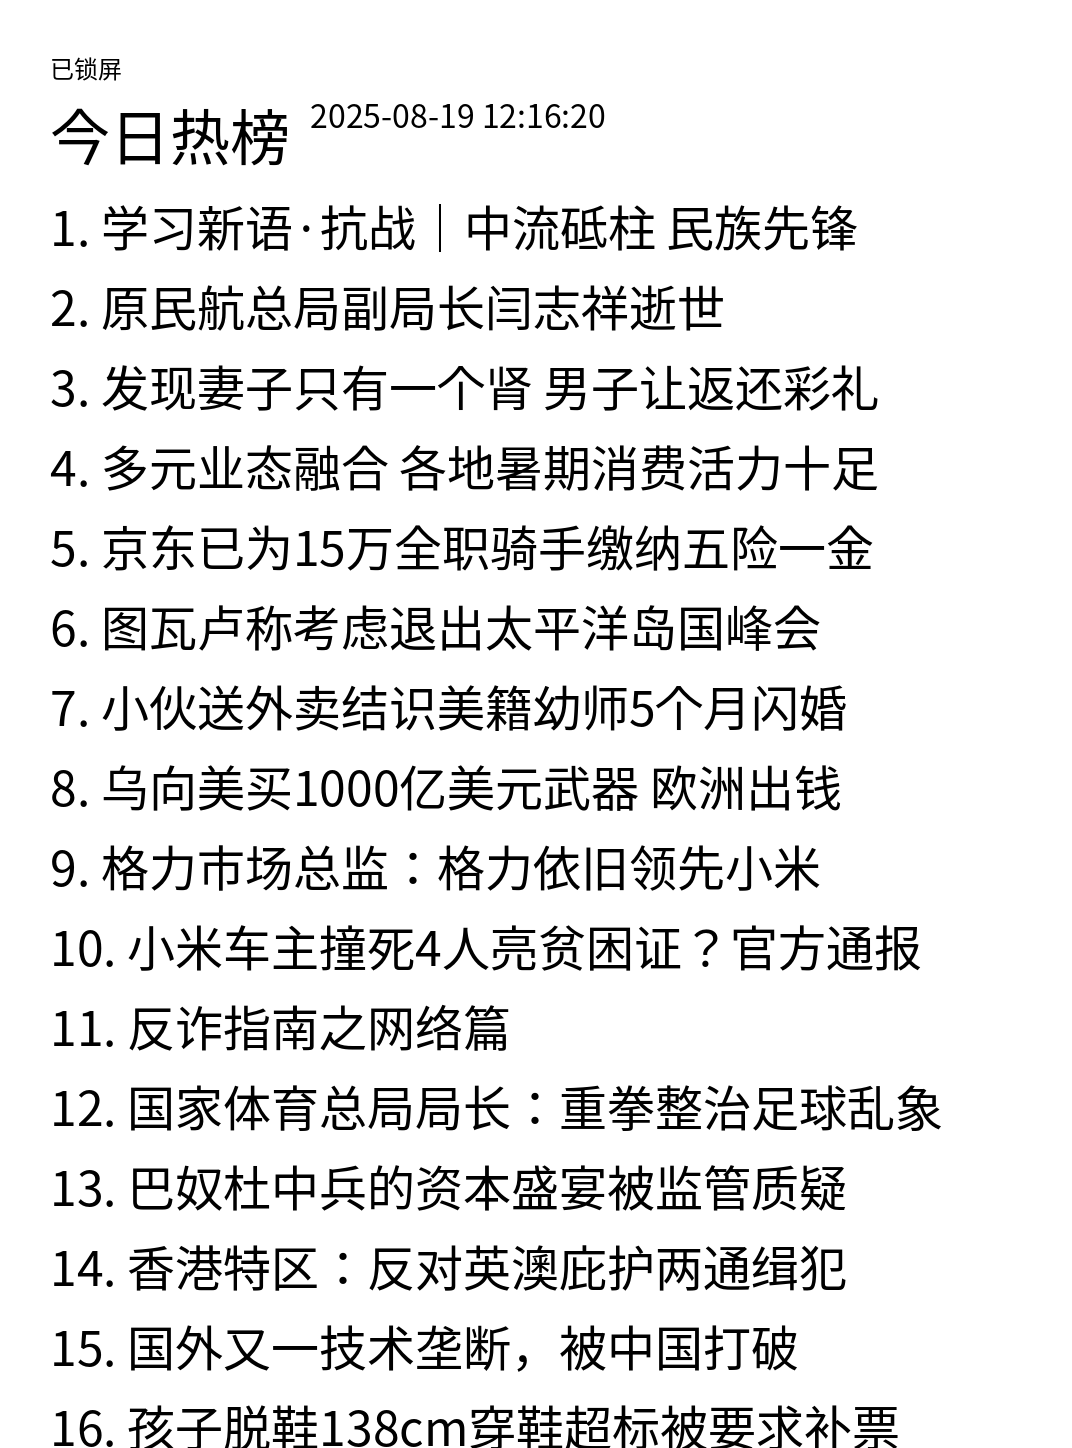 已锁屏
今日热榜 2025-08-19 12:16:20
1. 学习新语·抗战｜中流砥柱 民族先锋
2. 原民航总局副局长闫志祥逝世
3. 发现妻子只有一个肾 男子让返还彩礼
4. 多元业态融合 各地暑期消费活力十足
5. 京东已为15万全职骑手缴纳五险一金
6. 图瓦卢称考虑退出太平洋岛国峰会
7. 小伙送外卖结识美籍幼师5个月闪婚
8. 乌向美买1000亿美元武器 欧洲出钱
9. 格力市场总监：格力依旧领先小米
10. 小米车主撞死4人亮贫困证？官方通报
11. 反诈指南之网络篇
12. 国家体育总局局长：重拳整治足球乱象
13. 巴奴杜中兵的资本盛宴被监管质疑
14. 香港特区：反对英澳庇护两通缉犯
15. 国外又一技术垄断，被中国打破
16. 孩子脱鞋138cm穿鞋超标被要求补票